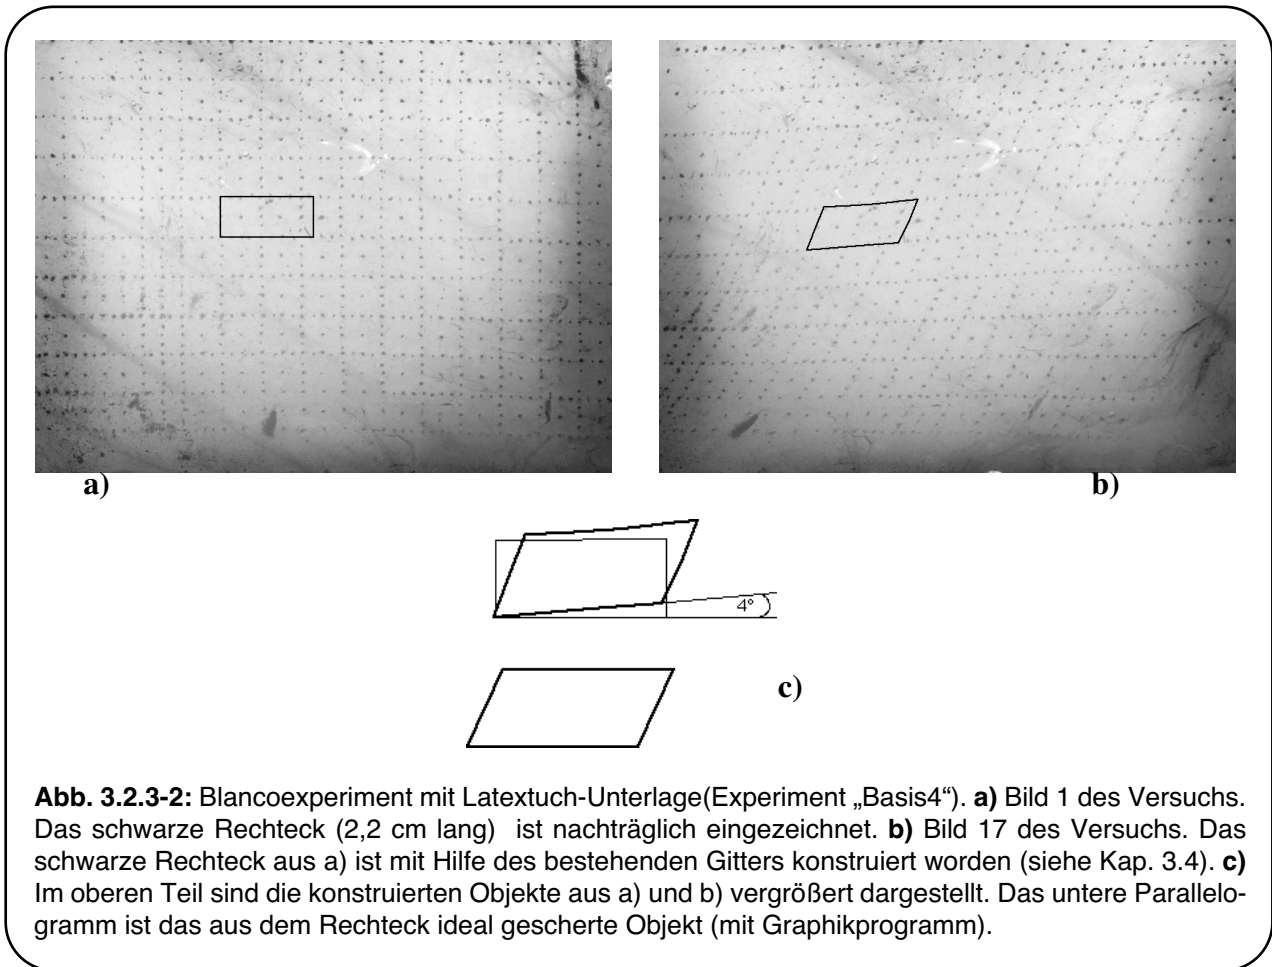 a)
b)
4°
c)
Abb. 3.2.3-2: Blancoexperiment mit Latextuch-Unterlage(Experiment „Basis4“). a) Bild 1 des Versuchs.
Das schwarze Rechteck (2,2 cm lang) ist nachträglich eingezeichnet. b) Bild 17 des Versuchs. Das
schwarze Rechteck aus a) ist mit Hilfe des bestehenden Gitters konstruiert worden (siehe Kap. 3.4). c)
Im oberen Teil sind die konstruierten Objekte aus a) und b) vergrößert dargestellt. Das untere Parallelo-
gramm ist das aus dem Rechteck ideal gescherte Objekt (mit Graphikprogramm).